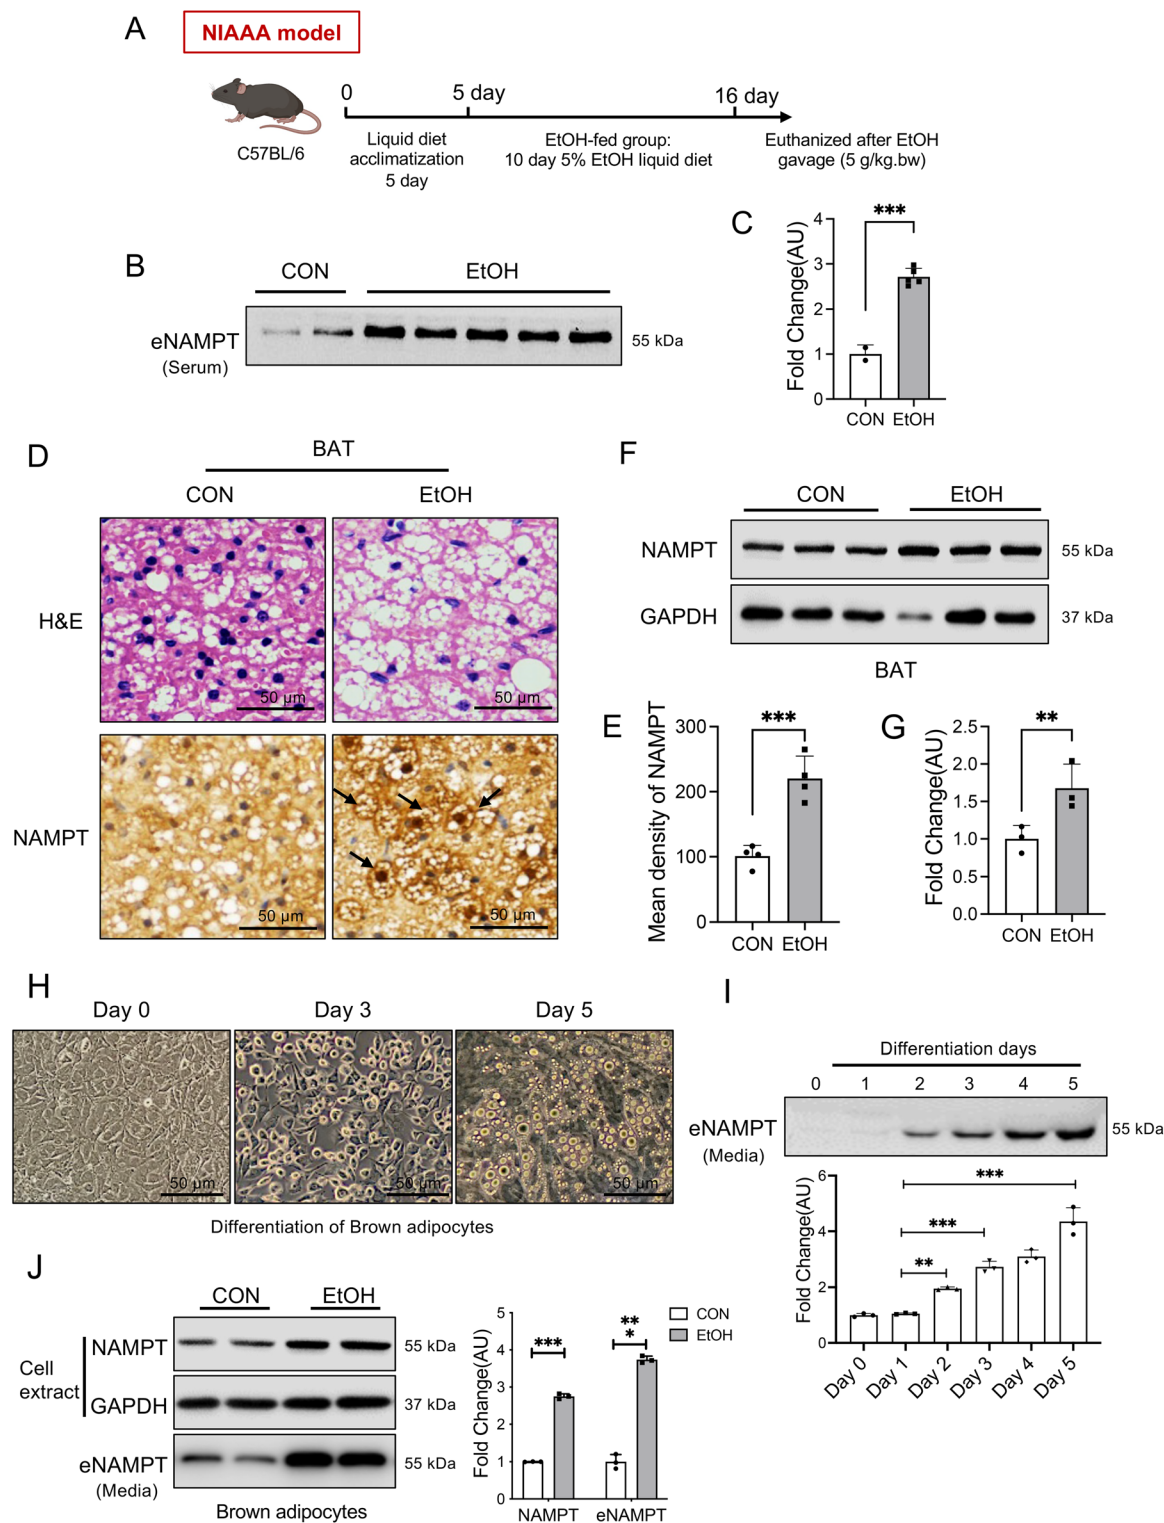 A
NIAAA model
0
5 day
16 day
C57BL/6
Liquid diet
acclimatization
5 day
EtOH-fed group:
10 day 5% EtOH liquid diet
Euthanized after EtOH
gavage (5 g/kg.bw)
B
CON
EtOH
eNAMPT
(Serum)
55 kDa
C
Fold Change(AU)
4
3
2
1
0
***
CON
EtOH
D
BAT
CON
EtOH
H&E
50 μm
50 μm
NAMPT
50 μm
50 μm
F
CON
EtOH
NAMPT
55 kDa
GAPDH
37 kDa
BAT
E
Mean density of NAMPT
300
200
100
0
***
CON
EtOH
G
Fold Change(AU)
2.5
2.0
1.5
1.0
0.5
0.0
**
CON
EtOH
H
Day 0
Day 3
Day 5
50 μm
50 μm
50 μm
Differentiation of Brown adipocytes
I
Differentiation days
0 1 2 3 4 5
eNAMPT
(Media)
55 kDa
Fold Change(AU)
6
4
2
0
***
***
**
Day 0
Day 1
Day 2
Day 3
Day 4
Day 5
J
CON
EtOH
Cell
extract
NAMPT
55 kDa
GAPDH
37 kDa
eNAMPT
(Media)
55 kDa
Brown adipocytes
Fold Change(AU)
5
4
3
2
1
0
***
**
*
CON
EtOH
NAMPT
eNAMPT